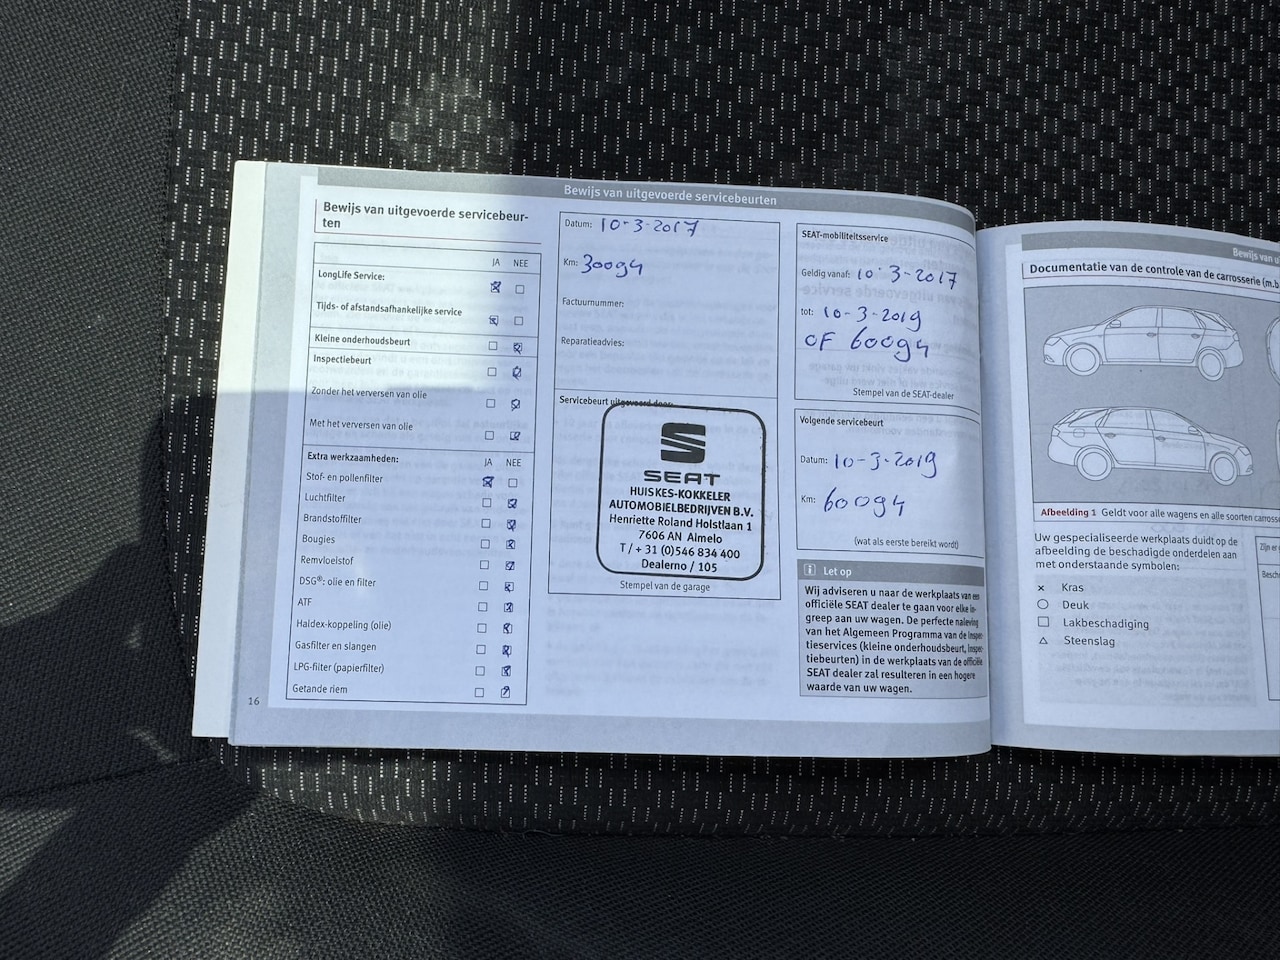 Bewijs van uitgevoerde servicebeurten
Bewijs van uitgevoerde servicebeur-
ten
JA NEE
LongLife Service:
Tijds- of afstandsafhankelijke service
Kleine onderhoudsbeurt
Inspectiebeurt
Zonder het verversen van olie
Met het verversen van olie
Extra werkzaamheden: JA NEE
Stof- en pollenfilter
Luchtfilter
Brandstoffilter
Bougies
Remvloeistof
DSG®; olie en filter
ATF
Haldex-koppeling (olie)
Gasfilter en slangen
LPG-filter (papierfilter)
Getande riem
16
Datum: 10-3-2017
Km: 30094
Factuurnummer:
Reparatieadvies:
Servicebeurt uitgevoerd door:
SEAT
HUISKES-KOKKELER
AUTOMOBIELBEDRIJVEN B.V.
Henriette Roland Holstlaan 1
7606 AN Almelo
T / + 31 (0)546 834 400
Dealerno / 105
Stempel van de garage
SEAT-mobiliteitsservice
Geldig vanaf: 10-3-2017
tot: 10-3-2019
OF 60094
Stempel van de SEAT-dealer
Volgende servicebeurt
Datum: 10-3-2019
Km: 60094
(wat als eerste bereikt wordt)
i Let op
Wij adviseren u naar de werkplaats van een
officiële SEAT dealer te gaan voor elke in-
greep aan uw wagen. De perfecte naleving
van het Algemeen Programma van de Inspec-
tieservices (kleine onderhoudsbeurt, Inspec-
tiebeurten) in de werkplaats van de officiële
SEAT dealer zal resulteren in een hogere
waarde van uw wagen.
Bewijs van
Documentatie van de controle van de carrosserie (m.b
Afbeelding 1 Geldt voor alle wagens en alle soorten carross
Uw gespecialiseerde werkplaats duidt op de
afbeelding de beschadigde onderdelen aan
met onderstaande symbolen:
× Kras
○ Deuk
□ Lakbeschadiging
△ Steenslag
Zijn er
Besch